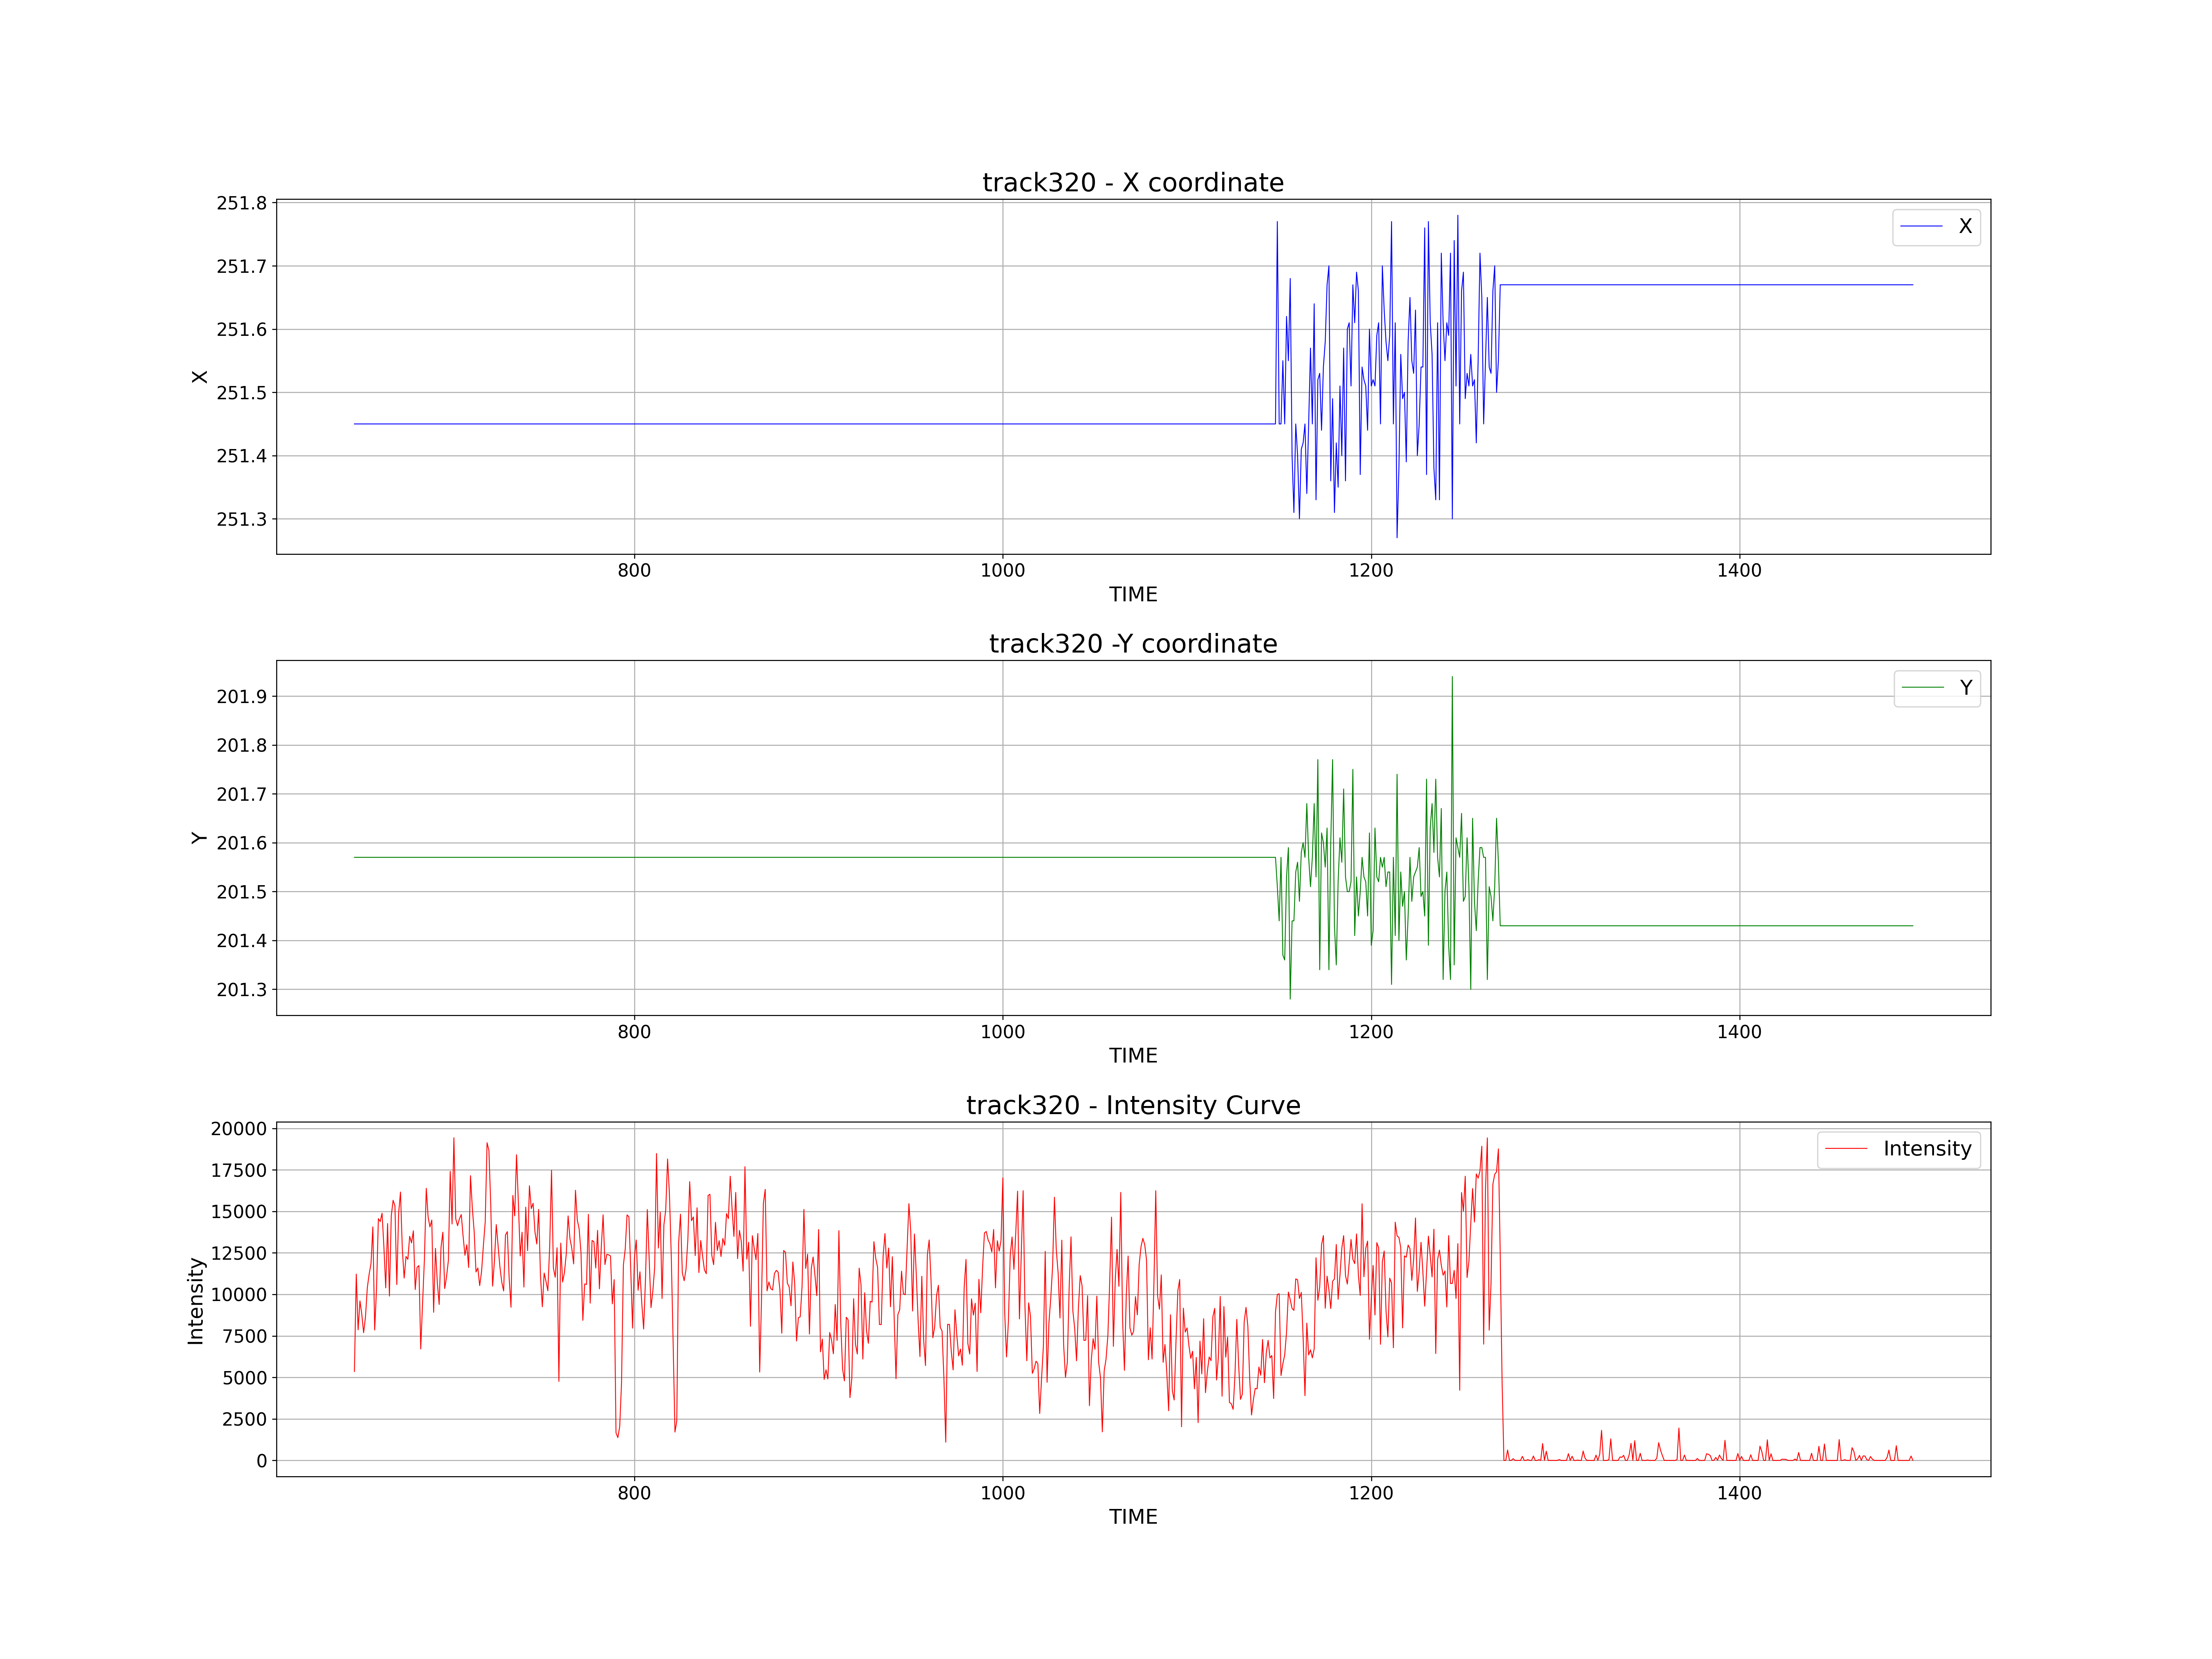 track320 - X coordinate
251.8
251.7
251.6
251.5
251.4
251.3
X
X
800 1000 1200 1400
TIME
track320 -Y coordinate
201.9
201.8
201.7
201.6
201.5
201.4
201.3
Y
Y
800 1000 1200 1400
TIME
track320 - Intensity Curve
20000
17500
15000
12500
10000
7500
5000
2500
0
Intensity
Intensity
800 1000 1200 1400
TIME